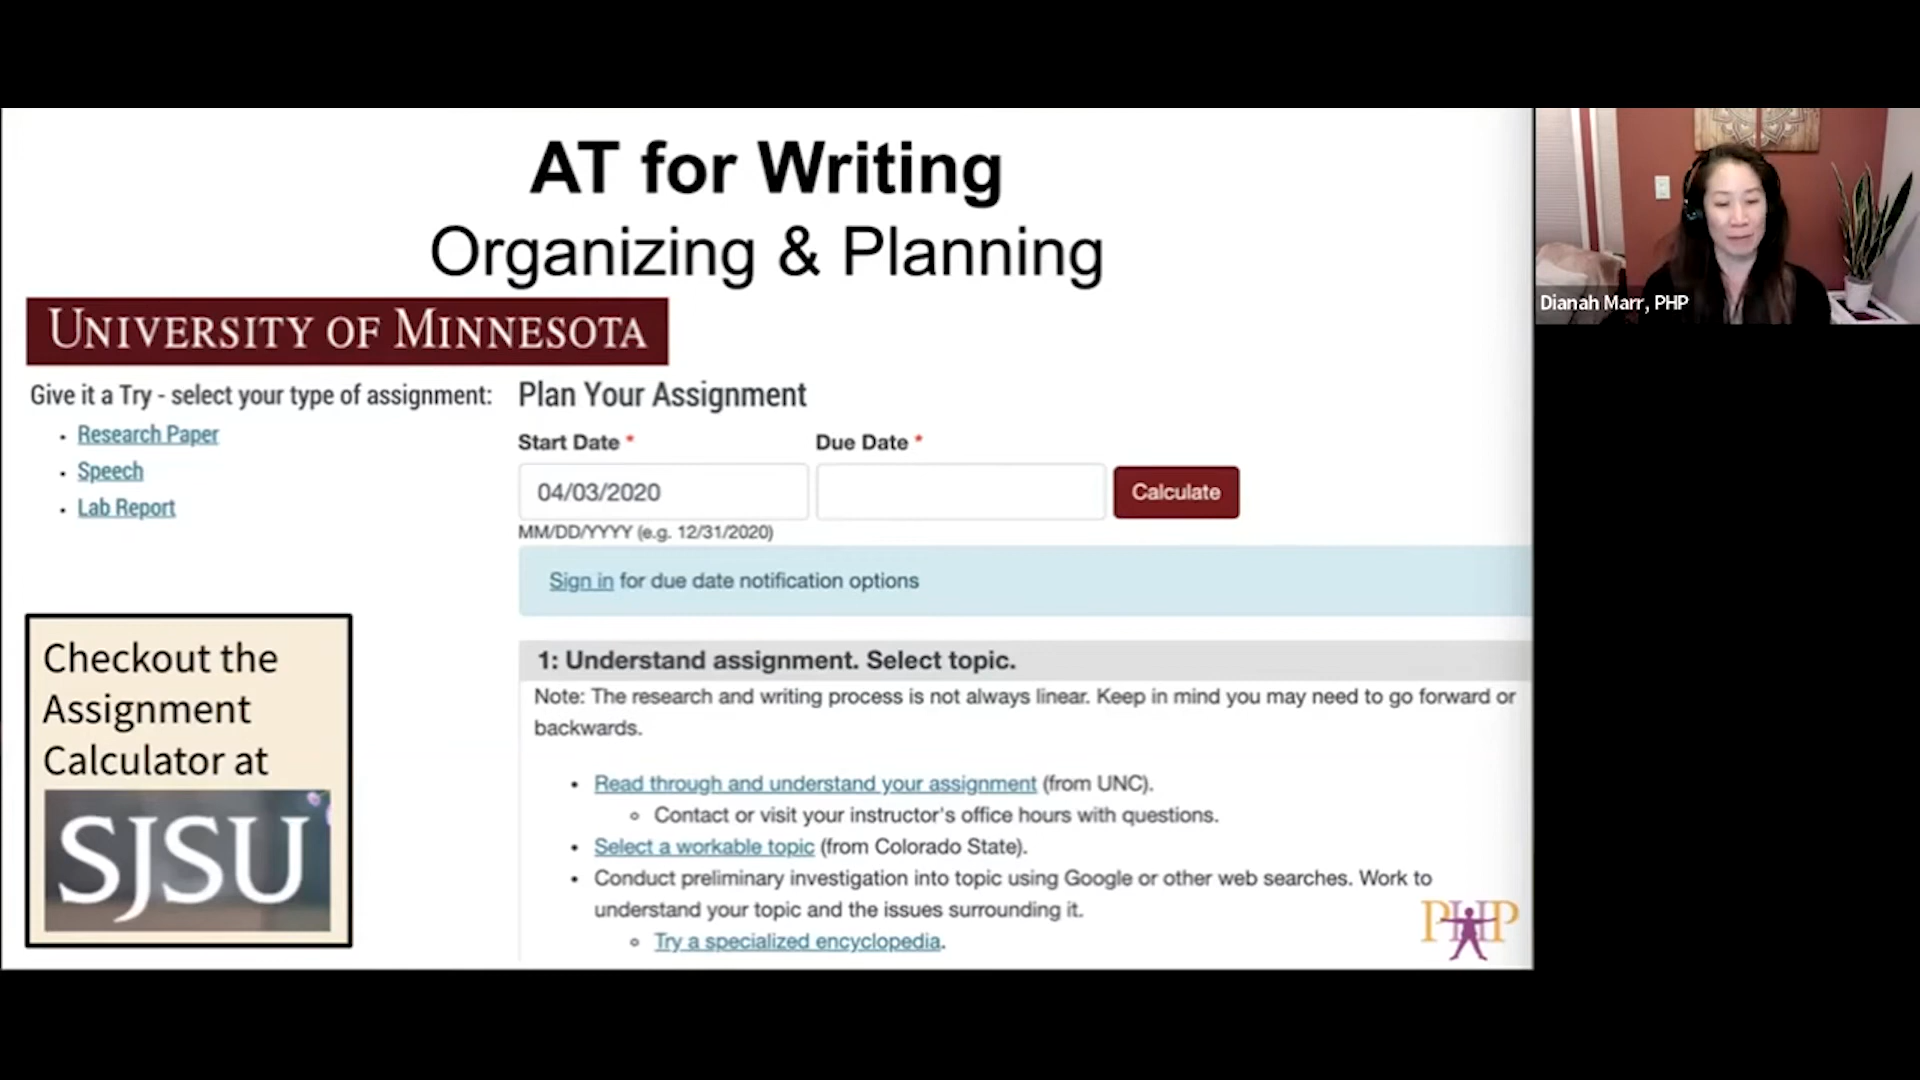 AT for Writing
Organizing & Planning
UNIVERSITY OF MINNESOTA
Give it a Try - select your type of assignment:
• Research Paper
• Speech
• Lab Report
Plan Your Assignment
Start Date * Due Date *
04/03/2020 Calculate
MM/DD/YYYY (e.g. 12/31/2020)
Sign in for due date notification options
1: Understand assignment. Select topic.
Note: The research and writing process is not always linear. Keep in mind you may need to go forward or
backwards.
• Read through and understand your assignment (from UNC).
◦ Contact or visit your instructor's office hours with questions.
• Select a workable topic (from Colorado State).
• Conduct preliminary investigation into topic using Google or other web searches. Work to
understand your topic and the issues surrounding it.
◦ Try a specialized encyclopedia.
Checkout the
Assignment
Calculator at
SJSU
PHP
Dianah Marr, PHP